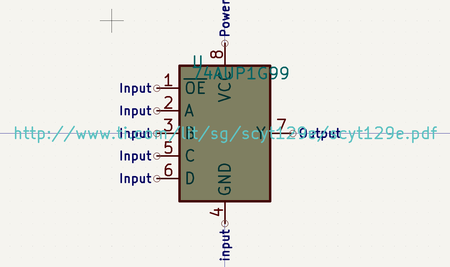 Power
8
U
74AUP1G99
VCC
Input 1 OE
Input 2 A
Input 3 B
http://www.ti.com/lit/sg/scyt129e/scyt129e.pdf
Y 7 Output
Input 5 C
Input 6 D
GND
4
input